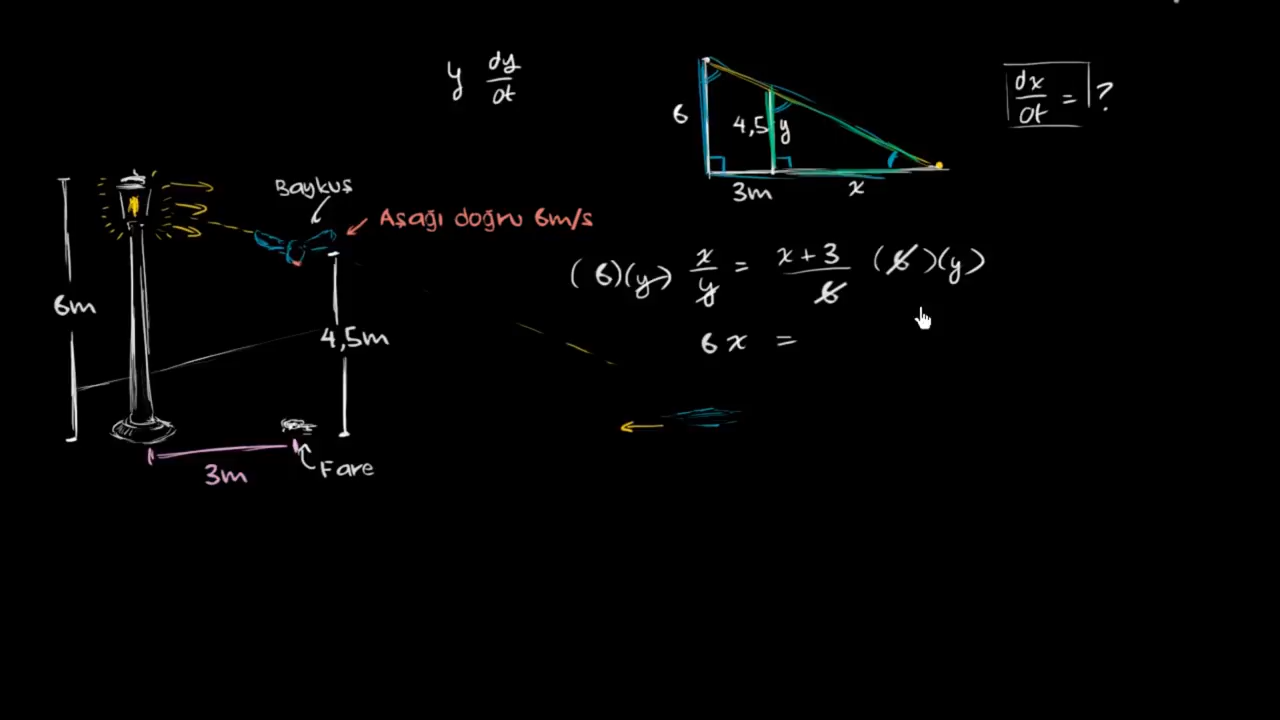 y dy/dt
dx/dt = ?
6
4,5 y
3m x
Baykuş
Aşağı doğru 6m/s
6m
4,5m
3m
Fare
(6)(y) x/y = x+3/6 (6)(y)
6x =